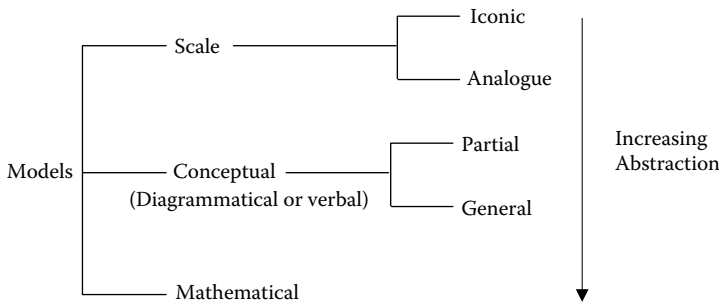 Iconic
Scale
Analogue
Partial
Increasing
Abstraction
Models
Conceptual
(Diagrammatical or verbal)
General
Mathematical